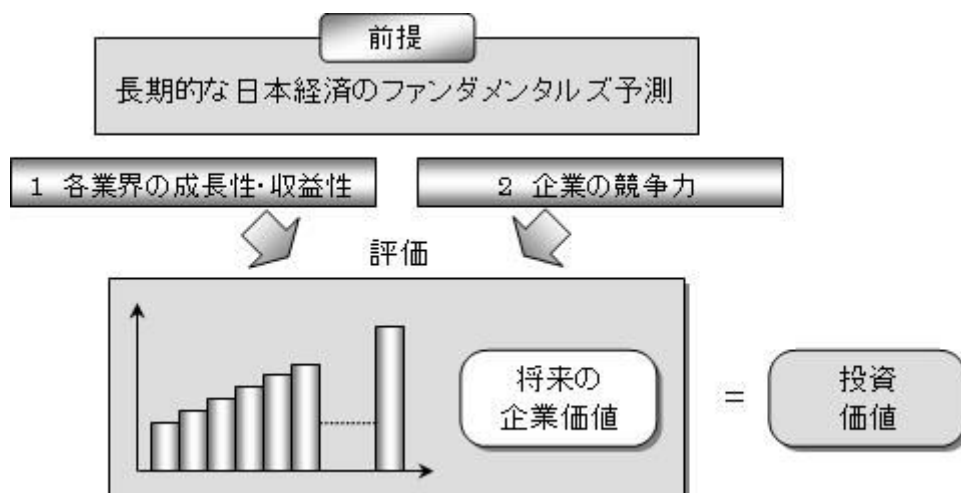 前提
長期的な日本経済のファンダメンタルズ予測
1 各業界の成長性・収益性
2 企業の競争力
評価
将来の
企業価値
=
投資
価値